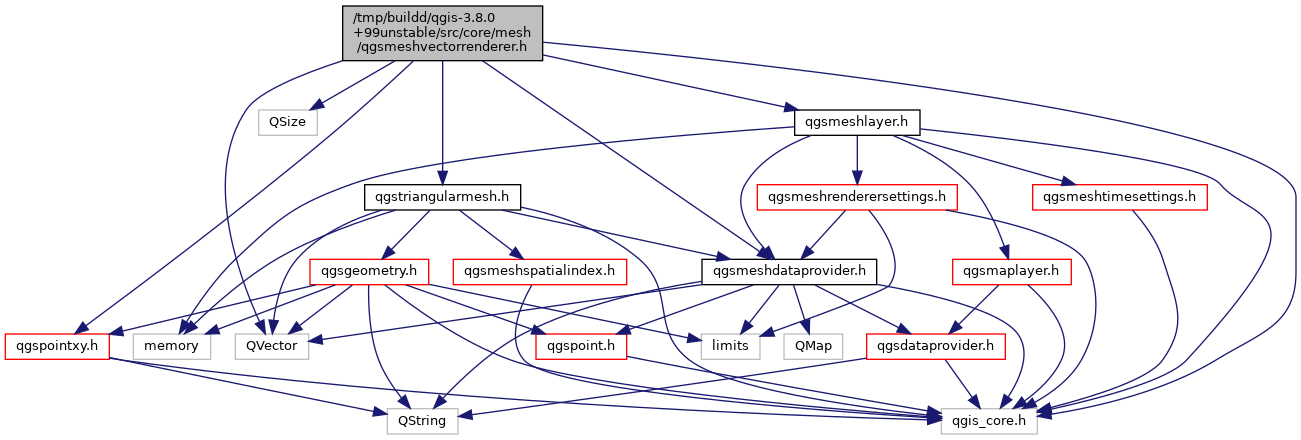 /tmp/buildd/qgis-3.8.0
+99unstable/src/core/mesh
/qgsmeshvectorrenderer.h
QSize
qgsmeshlayer.h
qgstriangularmesh.h
qgsmeshrenderersettings.h
qgsmeshtimesettings.h
qgsgeometry.h
qgsmeshspatialindex.h
qgsmeshdataprovider.h
qgsmaplayer.h
qgspointxy.h
memory
QVector
qgspoint.h
limits
QMap
qgsdataprovider.h
QString
qgis_core.h